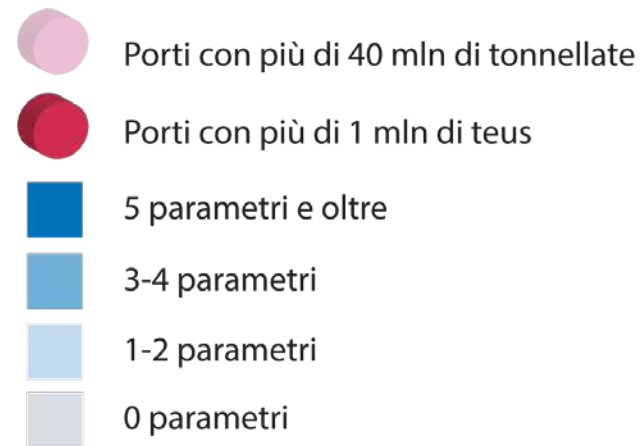 Porti con più di 40 mln di tonnellate
Porti con più di 1 mln di teus
5 parametri e oltre
3-4 parametri
1-2 parametri
0 parametri